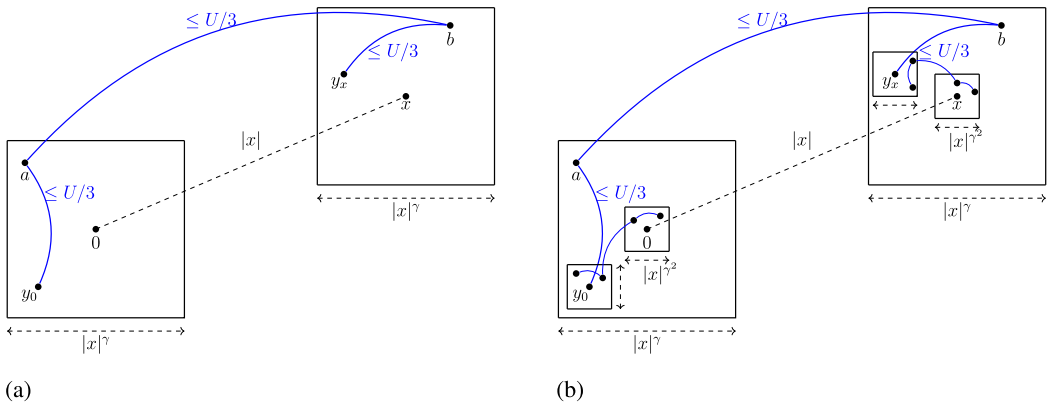 ≤ U/3
b
≤ U/3
y_x
x
|x|
|x|^γ
a
≤ U/3
0
y_0
|x|^γ
(a)
≤ U/3
b
≤ U/3
y_x
x
|x|^{γ^2}
|x|
|x|^γ
a
≤ U/3
0
|x|^{γ^2}
y_0
|x|^γ
(b)